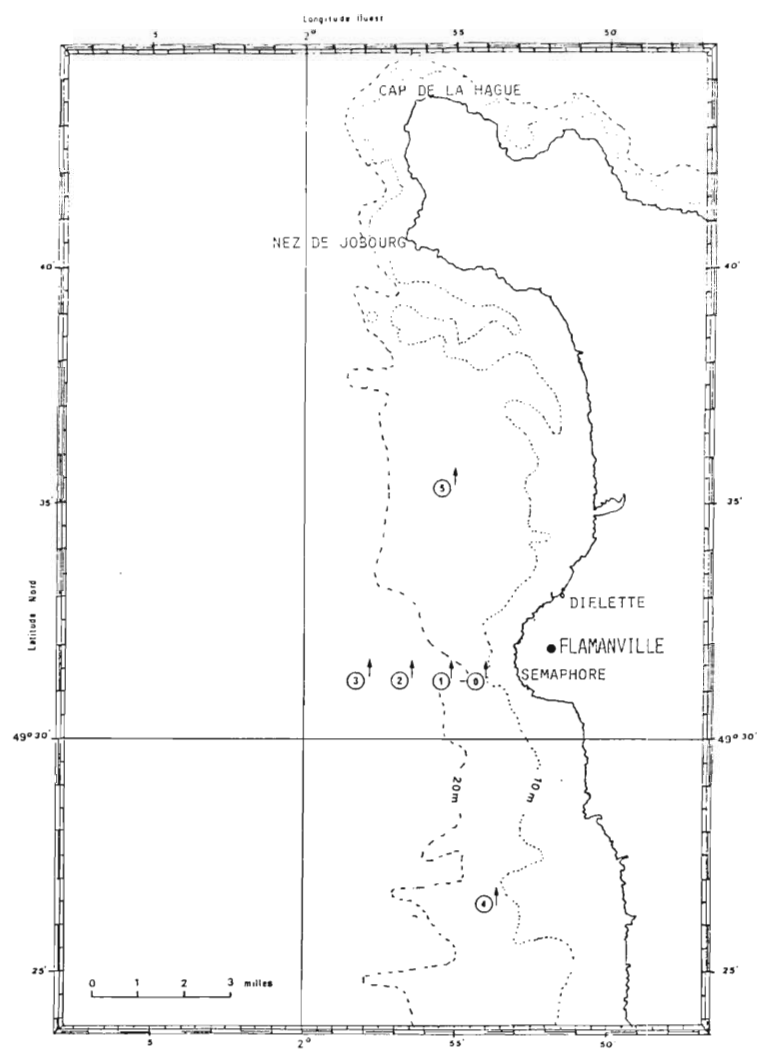 Longitude Ouest
5 2° 55' 50
CAP DE LA HAGUE
NEZ DE JOBOURG
40' 40'
5
35 35'
Latitude Nord
DIELETTE
FLAMANVILLE
SEMAPHORE
3 2 1 0
49° 30' 49° 30'
20m 10m
4
25' 25'
0 1 2 3 milles
5 2° 55' 50